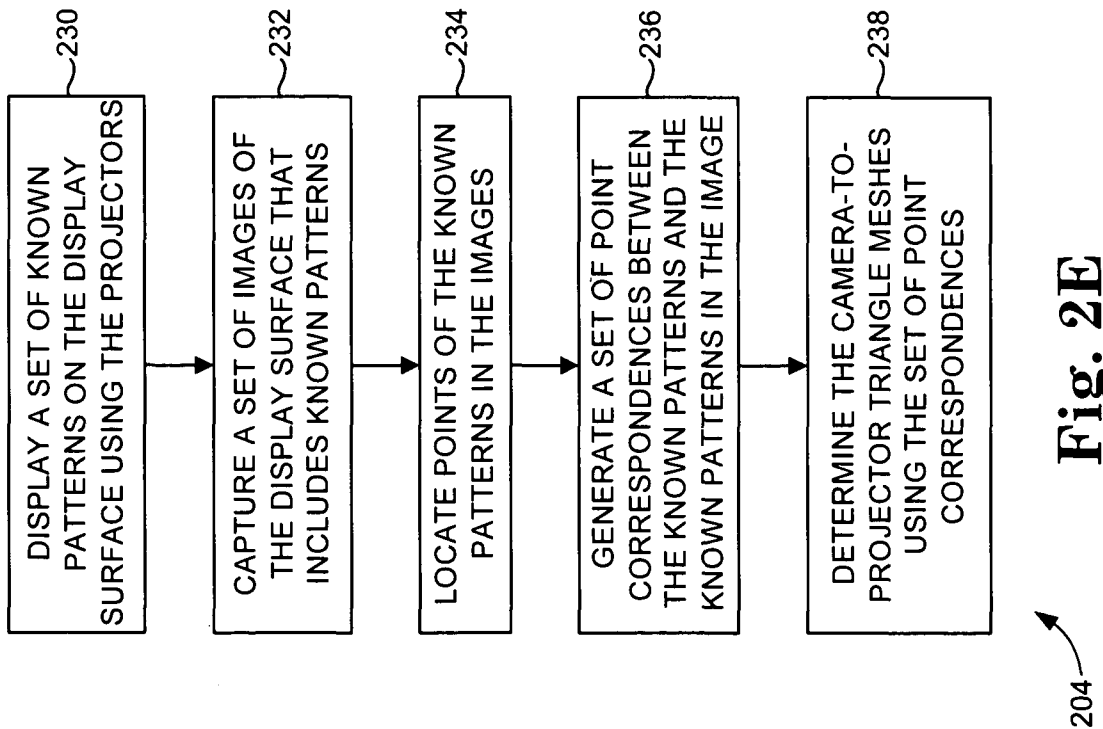 DISPLAY A SET OF KNOWN
PATTERNS ON THE DISPLAY
SURFACE USING THE PROJECTORS
230
CAPTURE A SET OF IMAGES OF
THE DISPLAY SURFACE THAT
INCLUDES KNOWN PATTERNS
232
LOCATE POINTS OF THE KNOWN
PATTERNS IN THE IMAGES
234
GENERATE A SET OF POINT
CORRESPONDENCES BETWEEN
THE KNOWN PATTERNS AND THE
KNOWN PATTERNS IN THE IMAGE
236
DETERMINE THE CAMERA-TO-
PROJECTOR TRIANGLE MESHES
USING THE SET OF POINT
CORRESPONDENCES
238
204
Fig. 2E